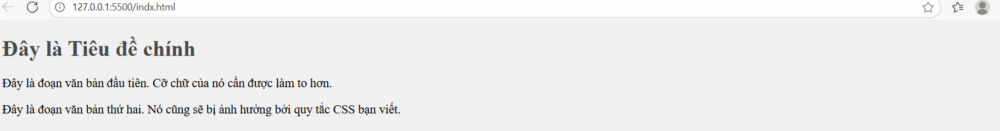 127.0.0.1:5500/indx.html
Đây là Tiêu đề chính
Đây là đoạn văn bản đầu tiên. Cỡ chữ của nó cần được làm to hơn.
Đây là đoạn văn bản thứ hai. Nó cũng sẽ bị ảnh hưởng bởi quy tắc CSS bạn viết.